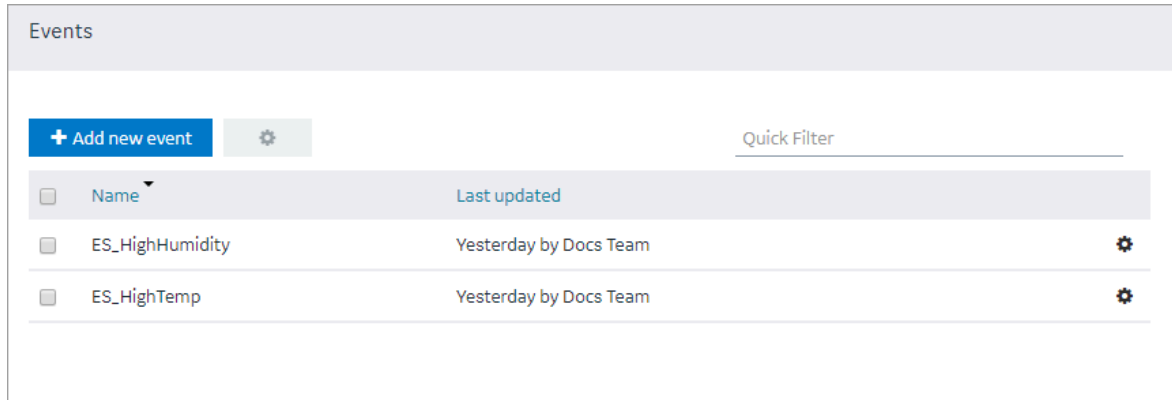 Events
Add new event
Quick Filter
Name Last updated
ES_HighHumidity Yesterday by Docs Team
ES_HighTemp Yesterday by Docs Team